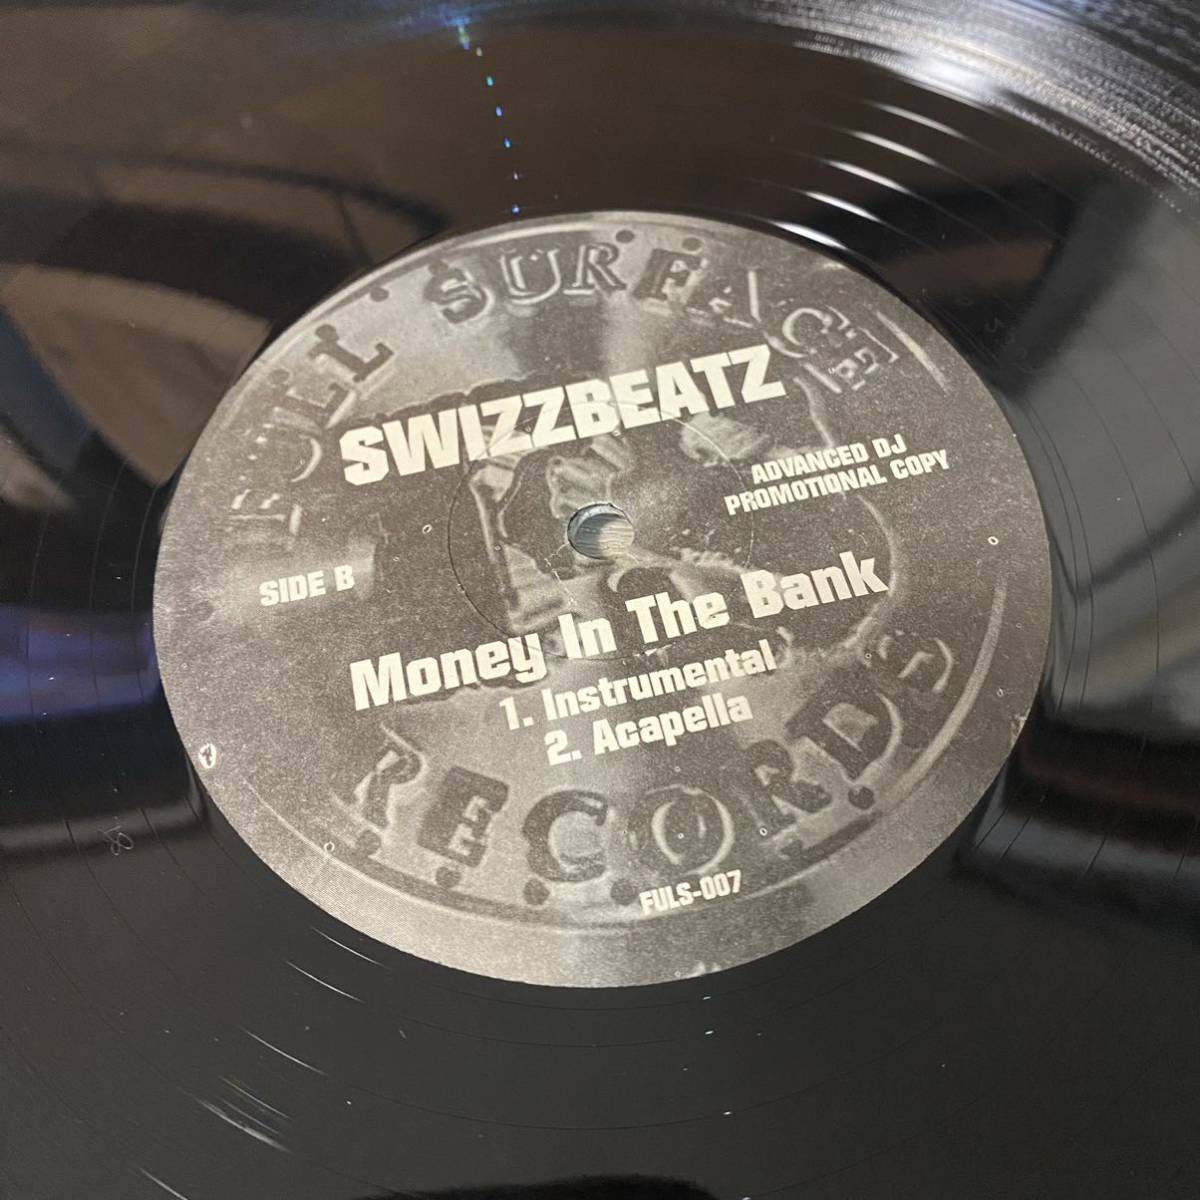 FULL SURFACE
SWIZZBEATZ
ADVANCED DJ
PROMOTIONAL COPY
SIDE B
Money In The Bank
1. Instrumental
2. Acapella
RECORDS
FULS-007